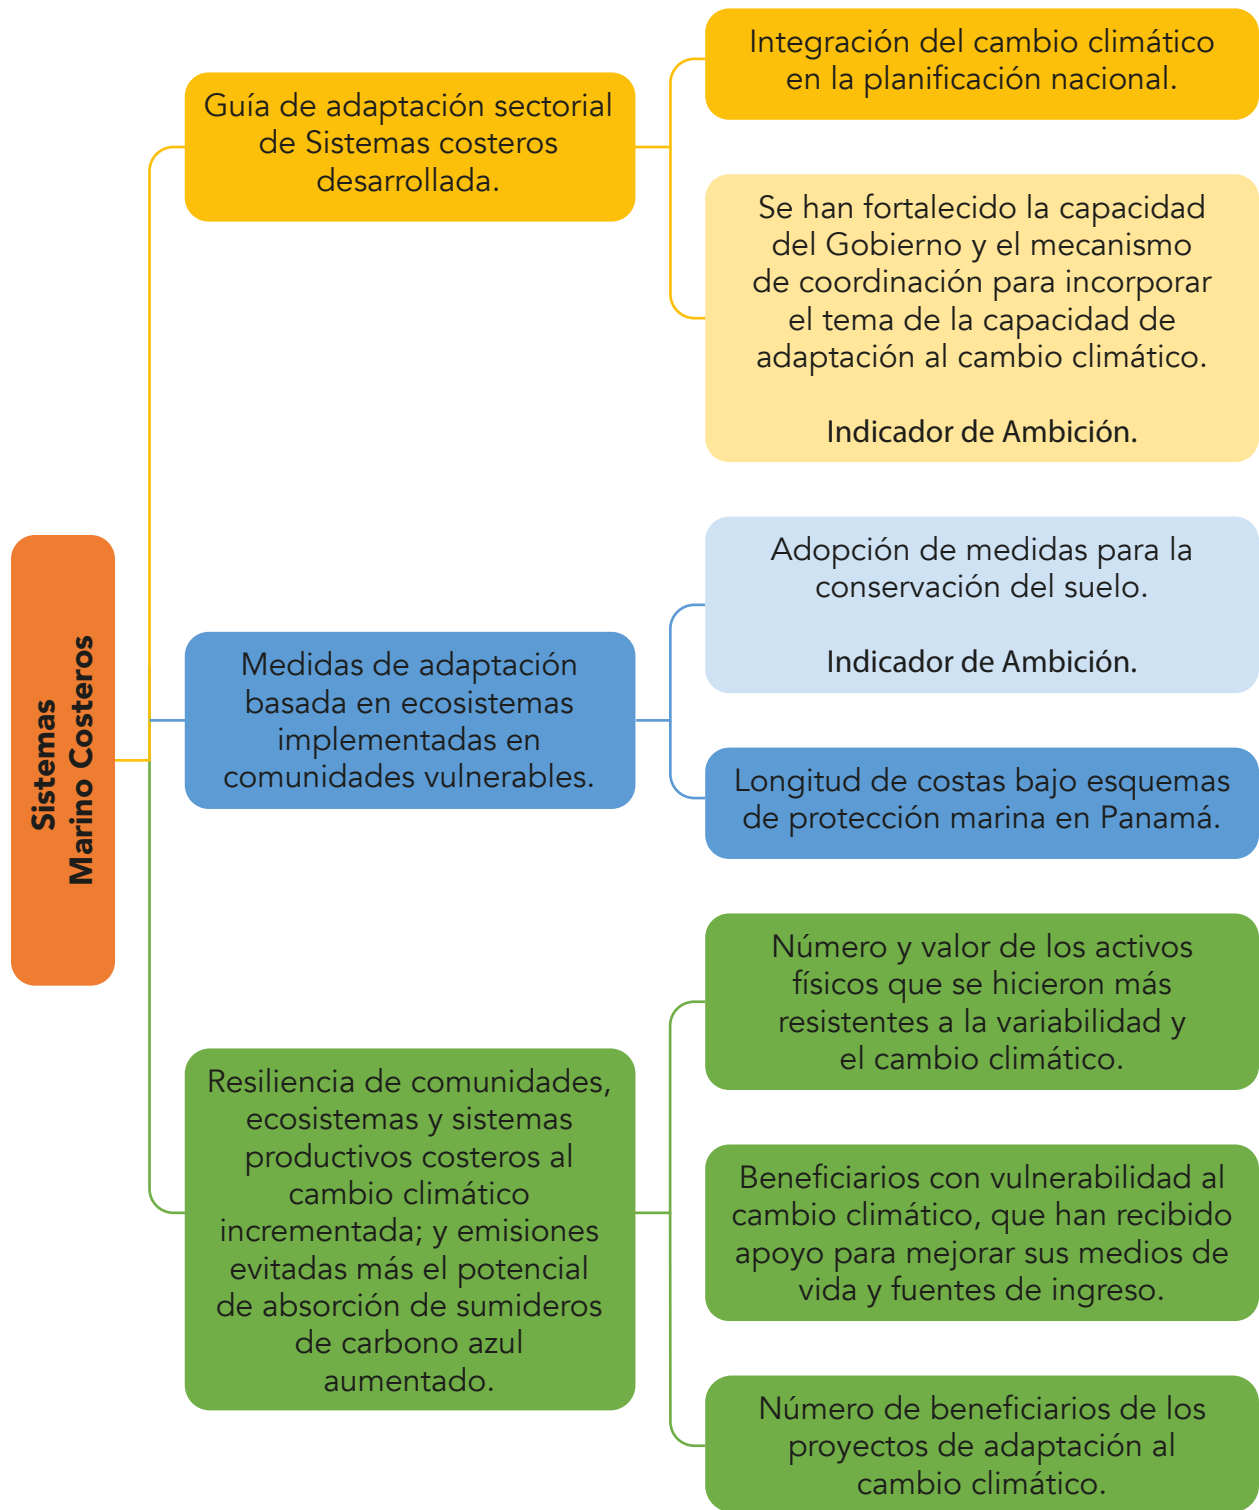 Sistemas
Marino Costeros
Guía de adaptación sectorial
de Sistemas costeros
desarrollada.
Integración del cambio climático
en la planificación nacional.
Se han fortalecido la capacidad
del Gobierno y el mecanismo
de coordinación para incorporar
el tema de la capacidad de
adaptación al cambio climático.
Indicador de Ambición.
Medidas de adaptación
basada en ecosistemas
implementadas en
comunidades vulnerables.
Adopción de medidas para la
conservación del suelo.
Indicador de Ambición.
Longitud de costas bajo esquemas
de protección marina en Panamá.
Resiliencia de comunidades,
ecosistemas y sistemas
productivos costeros al
cambio climático
incrementada; y emisiones
evitadas más el potencial
de absorción de sumideros
de carbono azul
aumentado.
Número y valor de los activos
físicos que se hicieron más
resistentes a la variabilidad y
el cambio climático.
Beneficiarios con vulnerabilidad al
cambio climático, que han recibido
apoyo para mejorar sus medios de
vida y fuentes de ingreso.
Número de beneficiarios de los
proyectos de adaptación al
cambio climático.